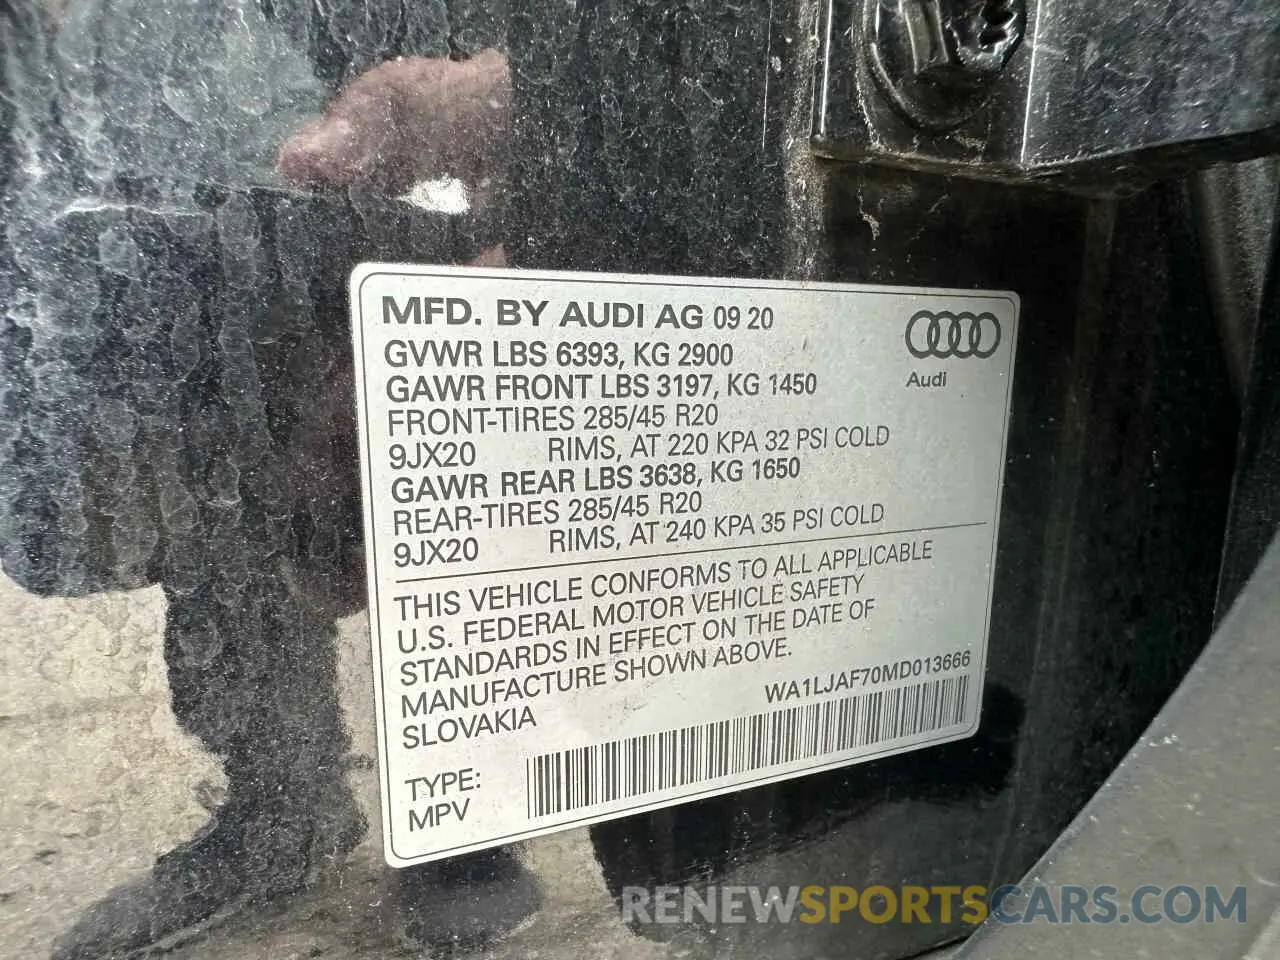 MFD. BY AUDI AG 09 20
GVWR LBS 6393, KG 2900
GAWR FRONT LBS 3197, KG 1450
FRONT-TIRES 285/45 R20
9JX20 RIMS, AT 220 KPA 32 PSI COLD
GAWR REAR LBS 3638, KG 1650
REAR-TIRES 285/45 R20
9JX20 RIMS, AT 240 KPA 35 PSI COLD
Audi
THIS VEHICLE CONFORMS TO ALL APPLICABLE
U.S. FEDERAL MOTOR VEHICLE SAFETY
STANDARDS IN EFFECT ON THE DATE OF
MANUFACTURE SHOWN ABOVE.
SLOVAKIA
WA1LJAF70MD013666
TYPE:
MPV
RENEWSPORTSCARS.COM